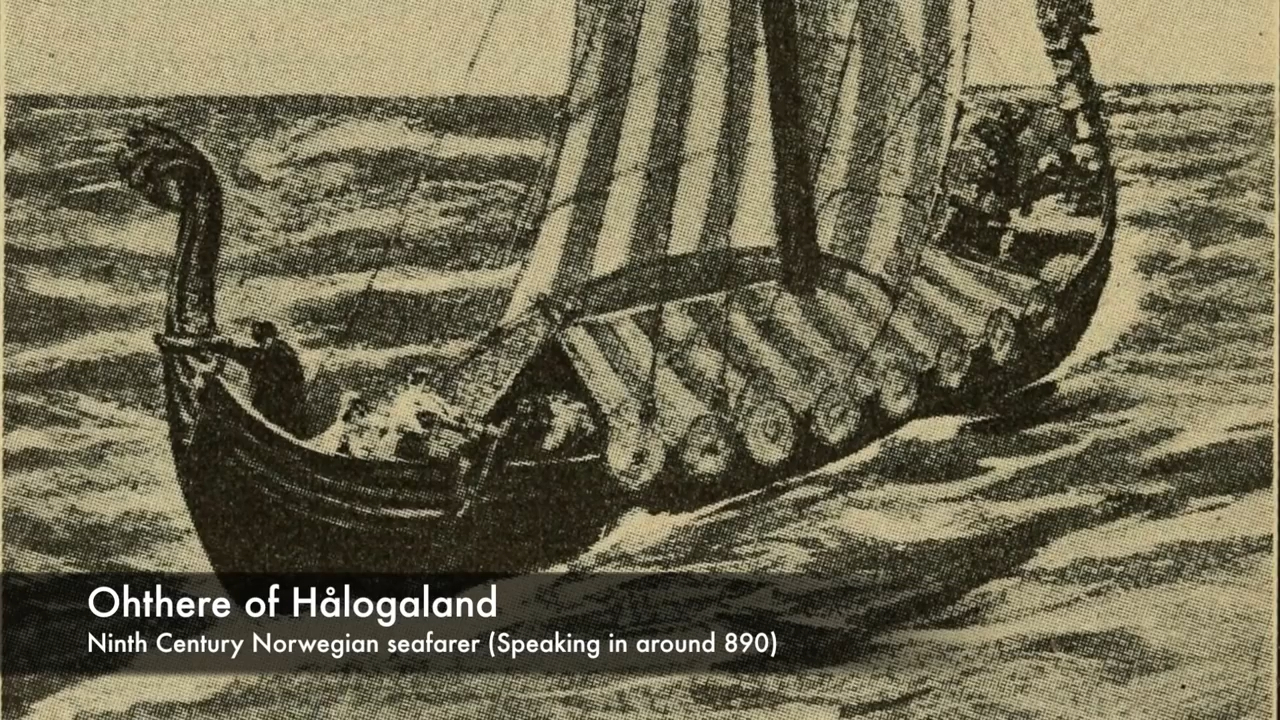 Ohthere of Hålogaland
Ninth Century Norwegian seafarer (Speaking in around 890)